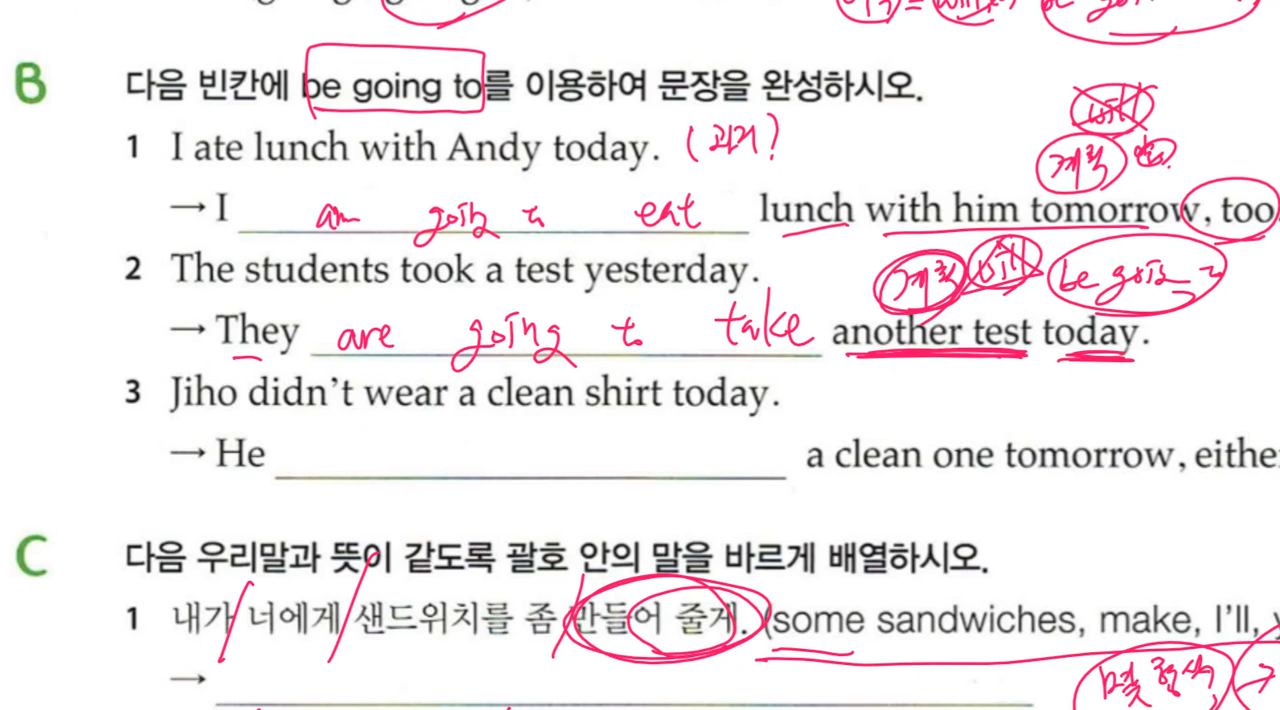 be going
B 다음 빈칸에 be going to를 이용하여 문장을 완성하시오.
will
1 I ate lunch with Andy today. (과거?
계획
→ I am going to eat lunch with him tomorrow, too
2 The students took a test yesterday.
계획 will be going to
→ They are going to take another test today.
3 Jiho didn't wear a clean shirt today.
→ He a clean one tomorrow, eithe
C 다음 우리말과 뜻이 같도록 괄호 안의 말을 바르게 배열하시오.
1 내가 너에게 샌드위치를 좀 만들어 줄게. (some sandwiches, make, I'll,
→